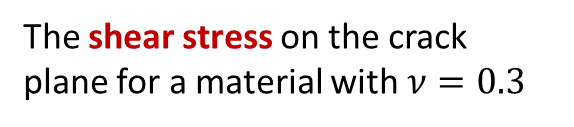 The shear stress on the crack
plane for a material with 𝜈 = 0.3